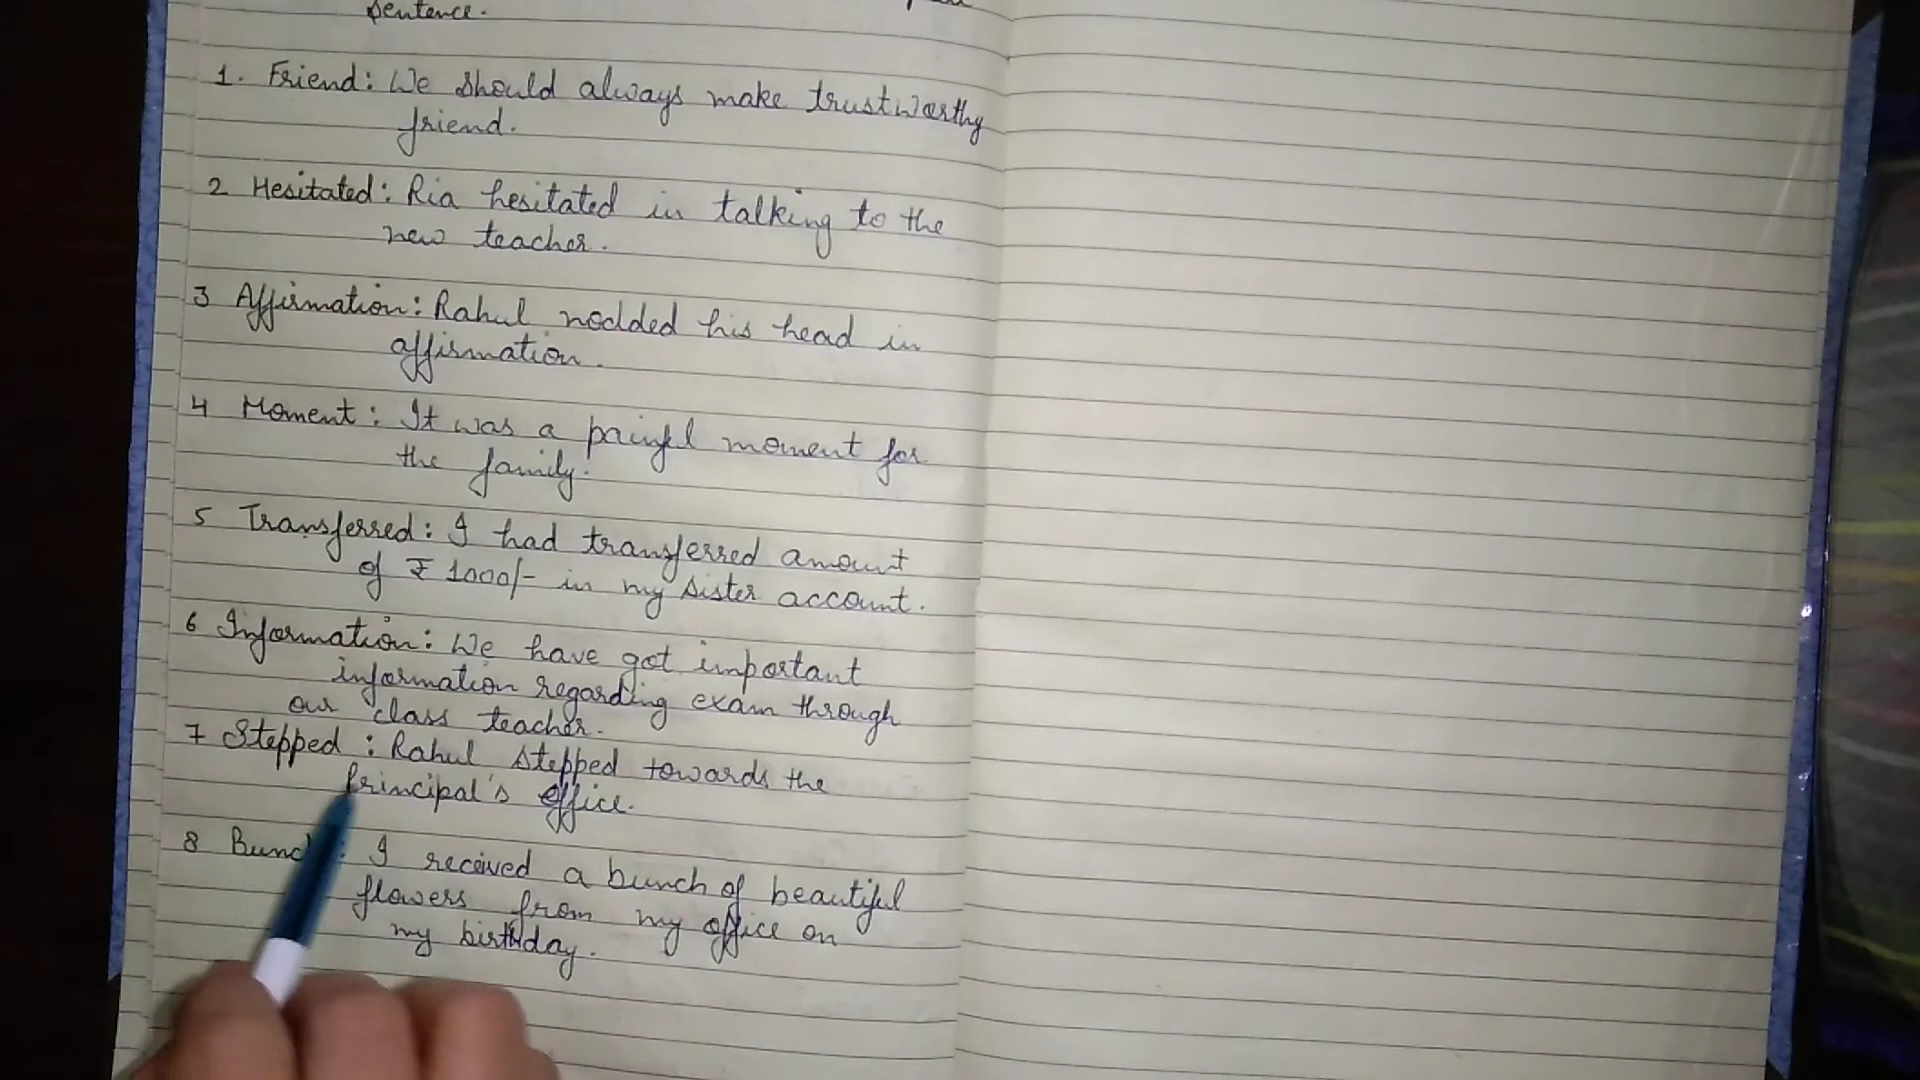 sentence.
1. Friend: We should always make trustworthy
friend.
2 Hesitated: Ria hesitated in talking to the
new teacher.
3 Affirmation: Rahul nodded his head in
affirmation.
4 Moment: It was a painful moment for
the family.
5 Transferred: I had transferred amount
of ₹ 1000/- in my sister account.
6 Information: We have got important
information regarding exam through
our class teacher.
7 Stepped: Rahul stepped towards the
Principal's office.
8 Bunch: I received a bunch of beautiful
flowers from my office on
my birthday.